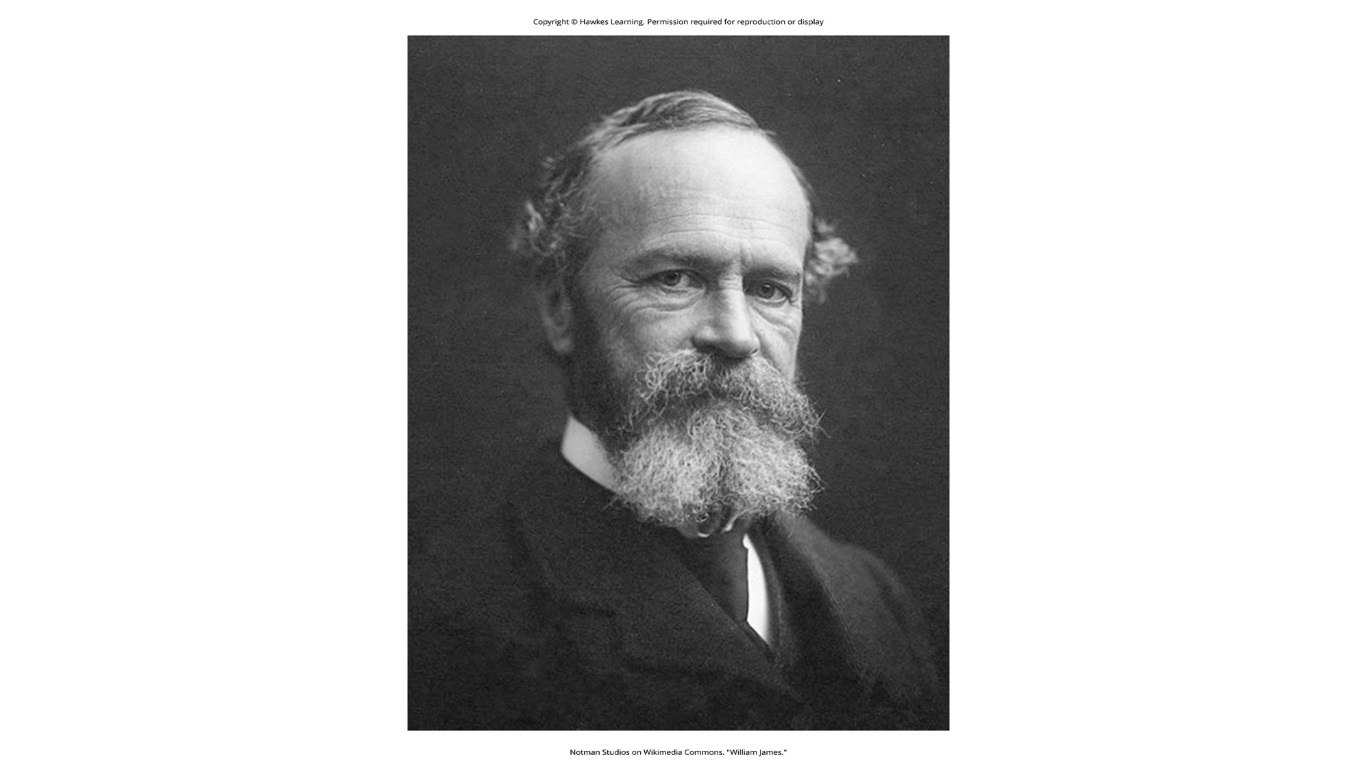 Copyright © Hawkes Learning. Permission required for reproduction or display
Notman Studios on Wikimedia Commons. "William James."